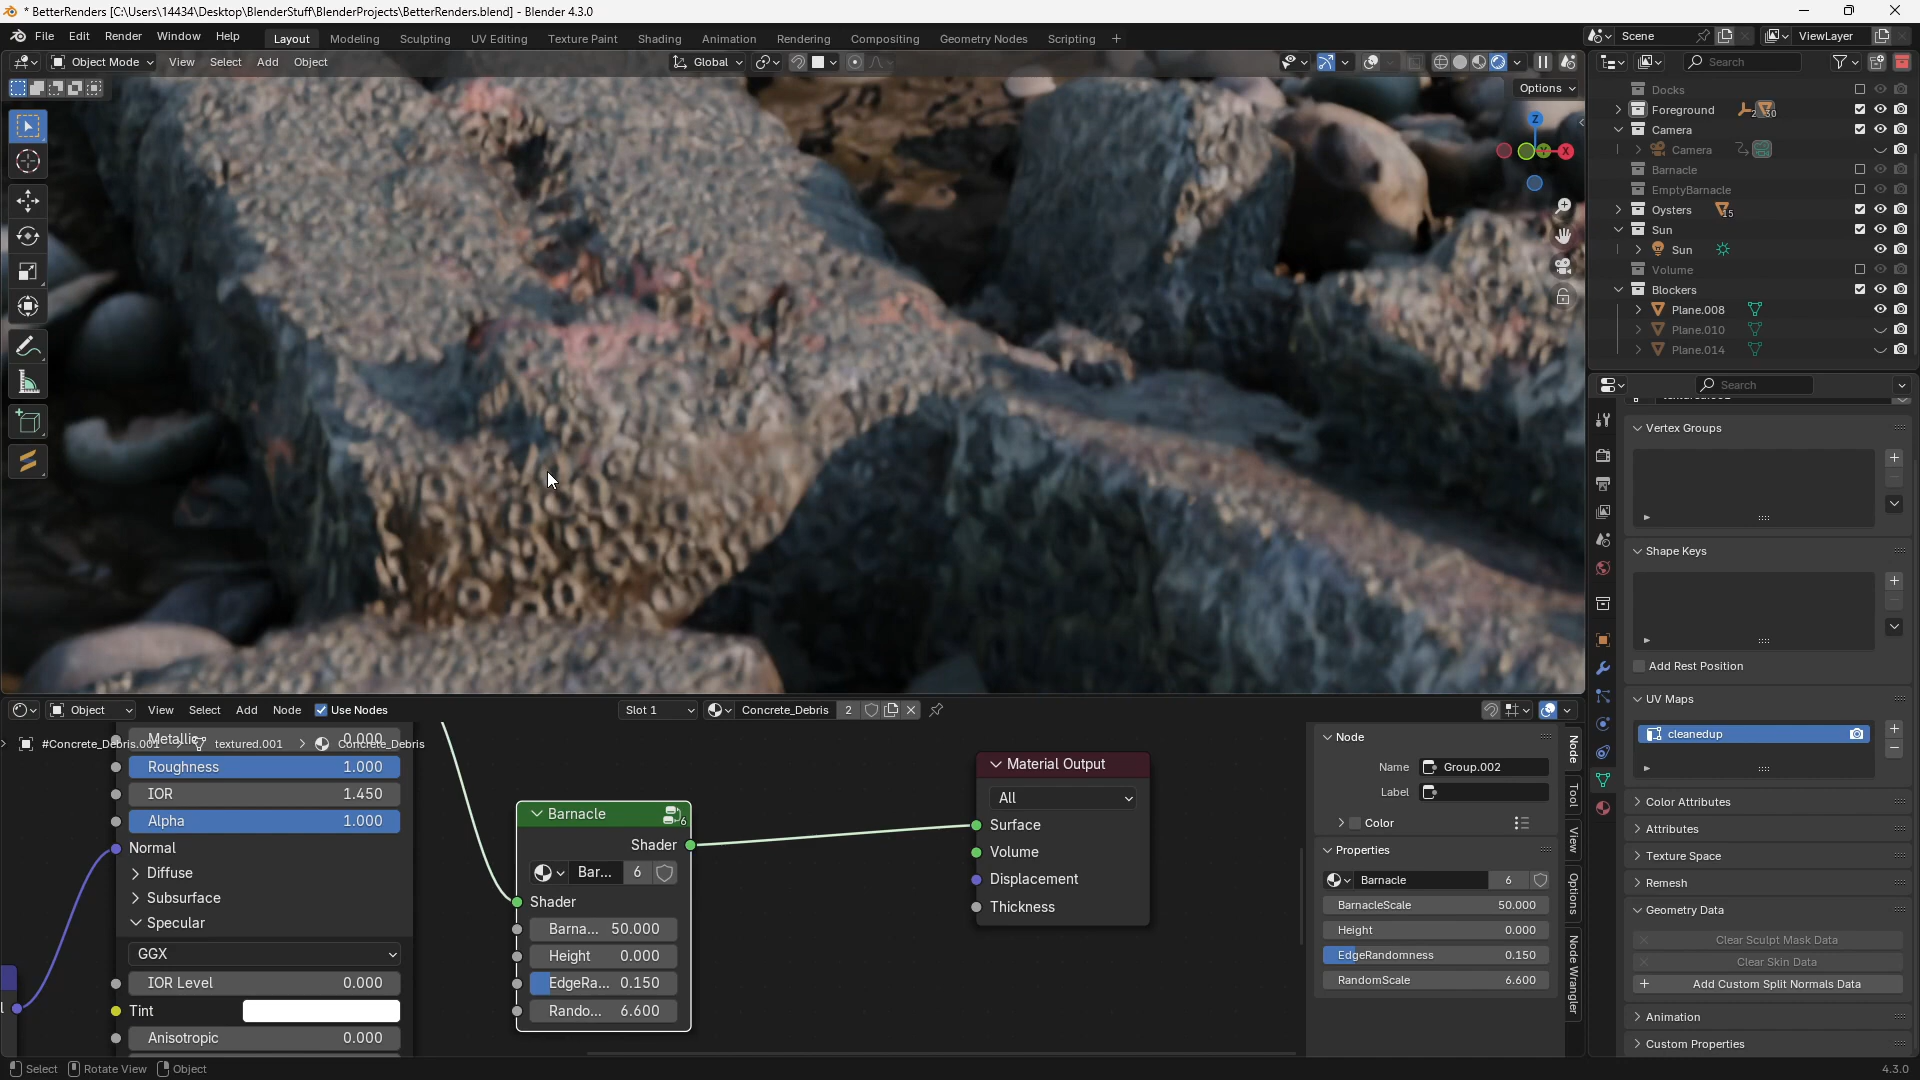 * BetterRenders [C:\Users\14434\Desktop\BlenderStuff\BlenderProjects\BetterRenders.blend] - Blender 4.3.0
File Edit Render Window Help Layout Modeling Sculpting UV Editing Texture Paint Shading Animation Rendering Compositing Geometry Nodes Scripting + Scene ViewLayer
Object Mode View Select Add Object Global Search
Options
Z
X
Docks
Foreground
Camera
Camera
Barnacle
EmptyBarnacle
Oysters 15
Sun
Sun
Volume
Blockers
Plane.008
Plane.010
Plane.014
Search
Vertex Groups
Shape Keys
Add Rest Position
UV Maps
cleanedup
Color Attributes
Attributes
Texture Space
Remesh
Geometry Data
Clear Sculpt Mask Data
Clear Skin Data
Add Custom Split Normals Data
Animation
Custom Properties
Object View Select Add Node Use Nodes Slot 1 Concrete_Debris 2
#Concrete_Debris.001 textured.001 Concrete_Debris
Metallic 0.000
Roughness 1.000
IOR 1.450
Alpha 1.000
Normal
Diffuse
Subsurface
Specular
GGX
IOR Level 0.000
Tint
Anisotropic 0.000
Barnacle 6
Shader
Bar... 6
Shader
Barna... 50.000
Height 0.000
EdgeRa... 0.150
Rando... 6.600
Material Output
All
Surface
Volume
Displacement
Thickness
Node
Name Group.002
Label
Color
Properties
Barnacle 6
BarnacleScale 50.000
Height 0.000
EdgeRandomness 0.150
RandomScale 6.600
Node
Tool
View
Options
Node Wrangler
Select Rotate View Object 4.3.0